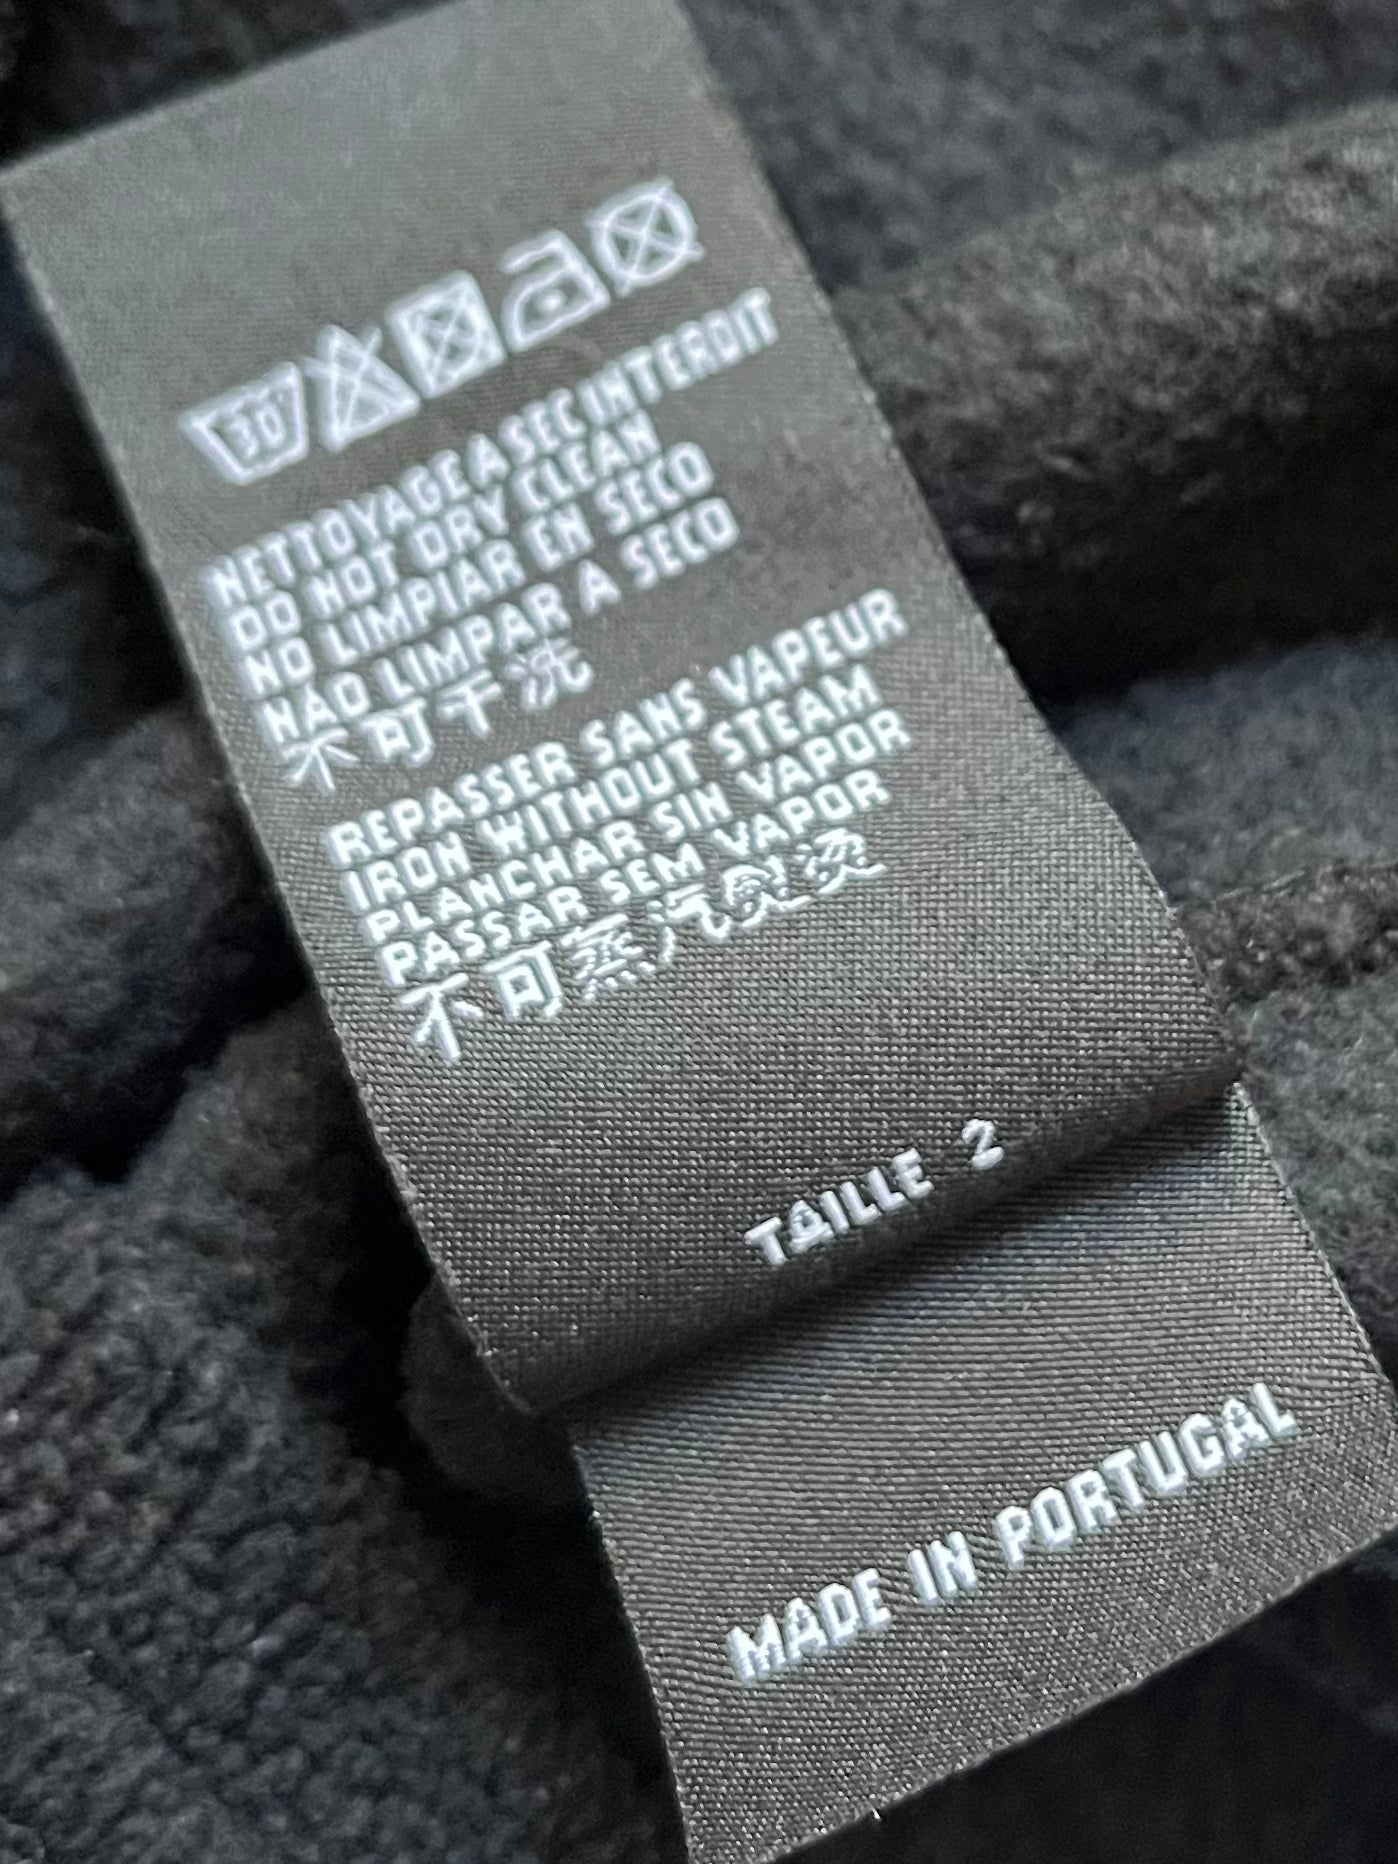 30
NETTOYAGE A SEC INTERDIT
DO NOT DRY CLEAN
NO LIMPIAR EN SECO
NÃO LIMPAR A SECO
不可干洗
REPASSER SANS VAPEUR
IRON WITHOUT STEAM
PLANCHAR SIN VAPOR
PASSAR SEM VAPOR
不可蒸汽熨烫
TAILLE 2
MADE IN PORTUGAL